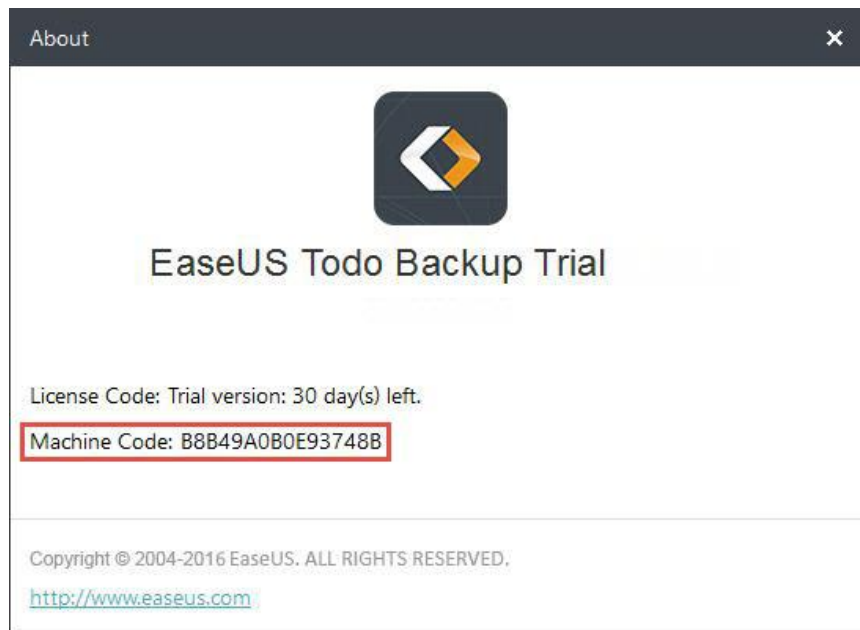 About
EaseUS Todo Backup Trial
License Code: Trial version: 30 day(s) left.
Machine Code: B8B49A0B0E93748B
Copyright © 2004-2016 EaseUS. ALL RIGHTS RESERVED.
http://www.easeus.com